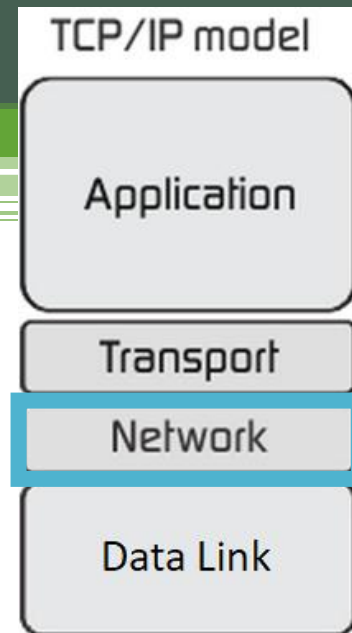 TCP/IP model
Application
Transport
Network
Data Link